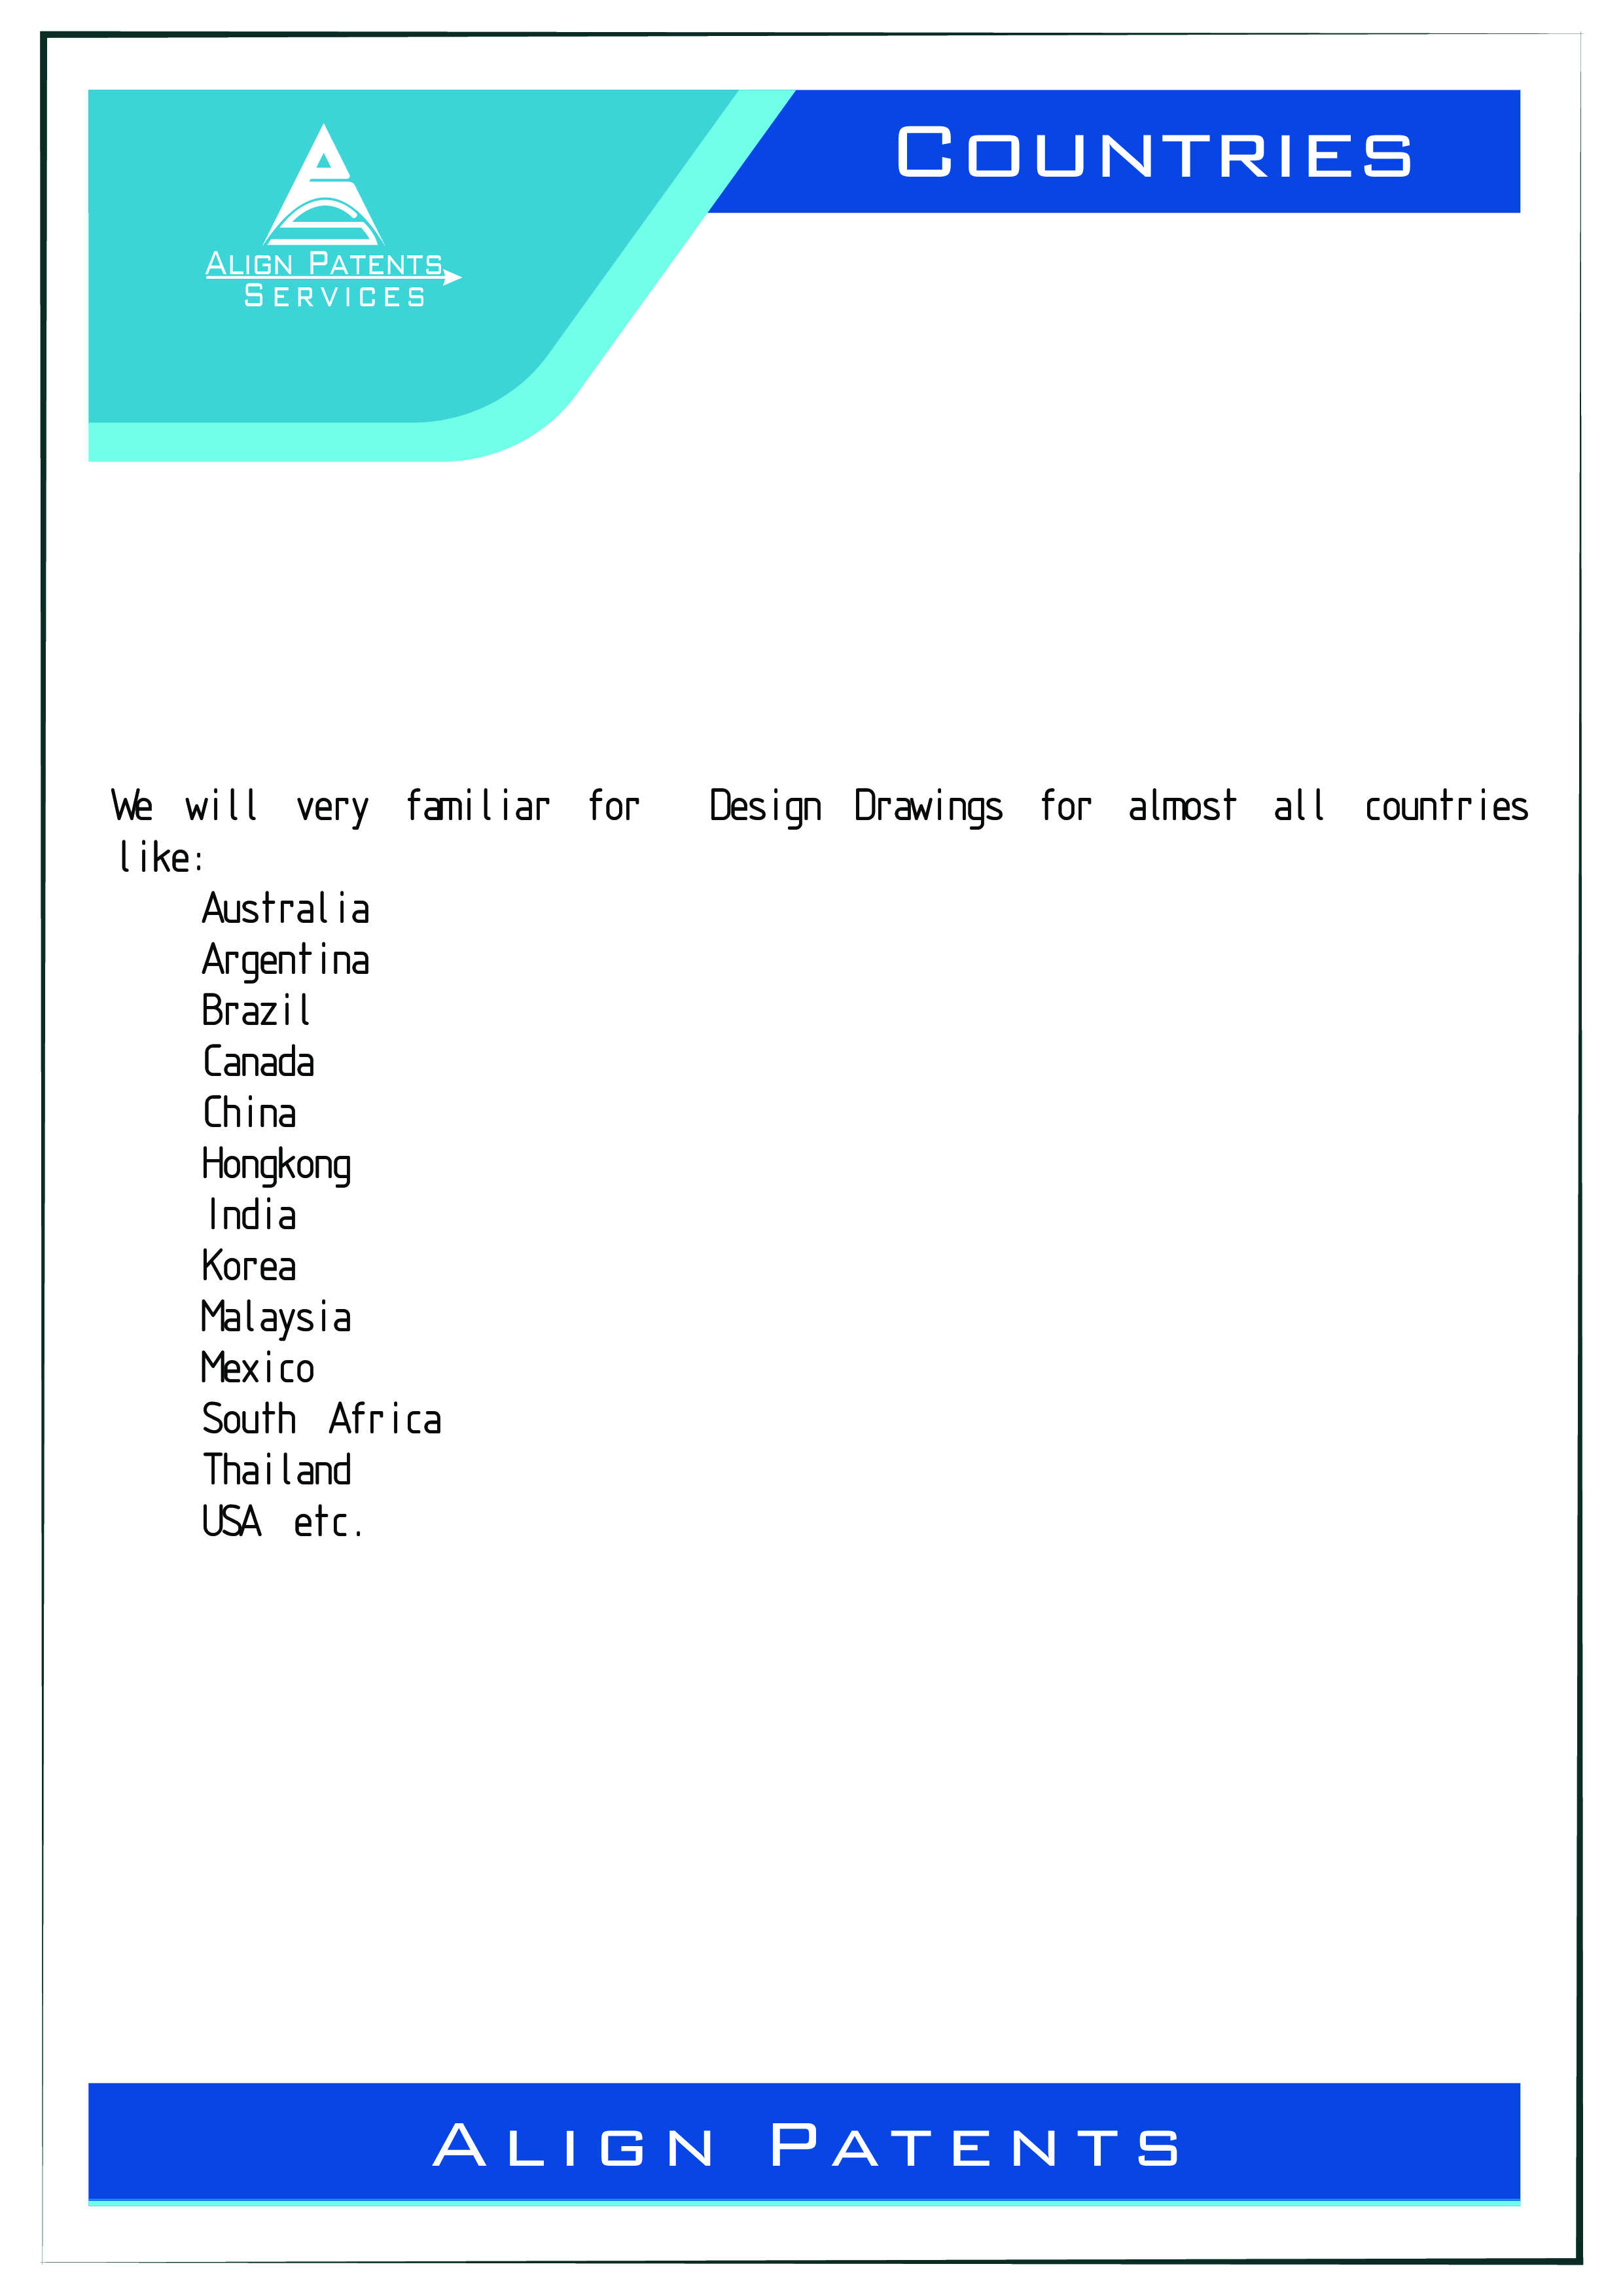 COUNTRIES
ALIGN PATENTS
SERVICES
We will very familiar for Design Drawings for almost all countries
like:
Australia
Argentina
Brazil
Canada
China
Hongkong
India
Korea
Malaysia
Mexico
South Africa
Thailand
USA etc.
ALIGN PATENTS